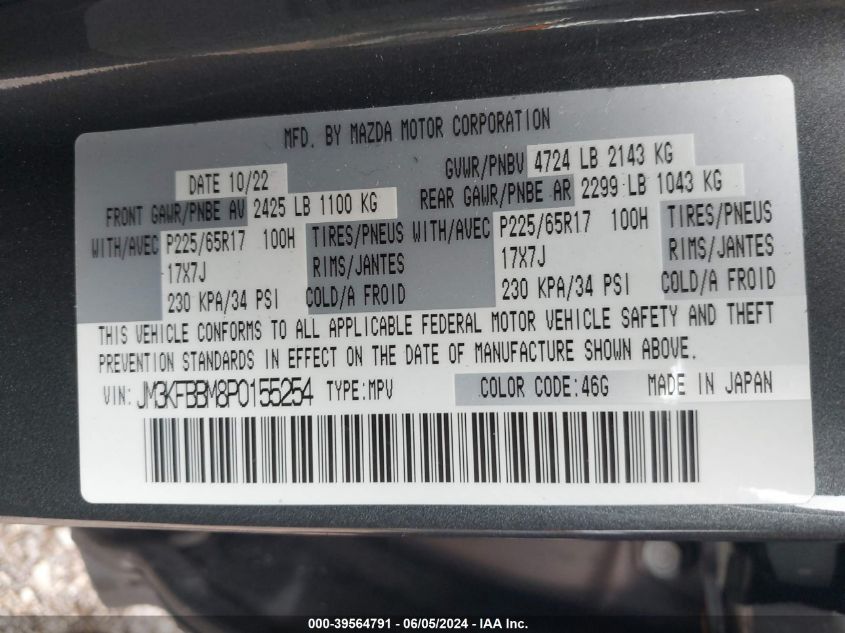 MFD. BY MAZDA MOTOR CORPORATION
DATE 10/22 GVWR/PNBV 4724 LB 2143 KG
FRONT GAWR/PNBE AV 2425 LB 1100 KG REAR GAWR/PNBE AR 2299 LB 1043 KG
WITH/AVEC P225/65R17 100H TIRES/PNEUS WITH/AVEC P225/65R17 100H TIRES/PNEUS
17X7J RIMS/JANTES 17X7J RIMS/JANTES
230 KPA/34 PSI COLD/A FROID 230 KPA/34 PSI COLD/A FROID
THIS VEHICLE CONFORMS TO ALL APPLICABLE FEDERAL MOTOR VEHICLE SAFETY AND THEFT
PREVENTION STANDARDS IN EFFECT ON THE DATE OF MANUFACTURE SHOWN ABOVE.
VIN: JM3KFBBM8P0155254 TYPE:MPV COLOR CODE:46G MADE IN JAPAN
000-39564791 - 06/05/2024 - IAA Inc.